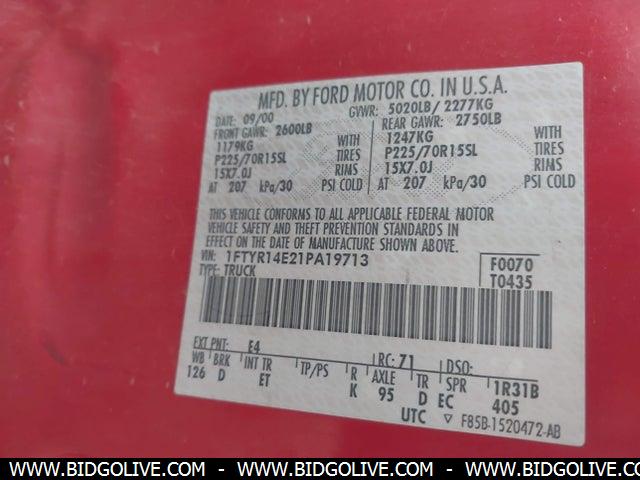 MFD. BY FORD MOTOR CO. IN U.S.A.
DATE: 09/00 GVWR: 5020LB/ 2277KG
FRONT GAWR: 2600LB REAR GAWR: 2750LB
1179KG WITH 1247KG WITH
P225/70R15SL TIRES P225/70R15SL TIRES
15X7.0J RIMS 15X7.0J RIMS
AT 207 kPa/30 PSI COLD AT 207 kPa/30 PSI COLD
THIS VEHICLE CONFORMS TO ALL APPLICABLE FEDERAL MOTOR
VEHICLE SAFETY AND THEFT PREVENTION STANDARDS IN
EFFECT ON THE DATE OF MANUFACTURE SHOWN ABOVE.
VIN: 1FTYR14E21PA19713 F0070
TYPE: TRUCK T0435
EXT PNT: E4 RC: 71 DSO:
WB BRK INT TR TP/PS R AXLE TR SPR 1R31B
126 D ET K 95 D EC 405
UTC ▽ F85B-1520472-AB
WWW.BIDGOLIVE.COM - WWW.BIDGOLIVE.COM - WWW.BIDGOLIVE.COM